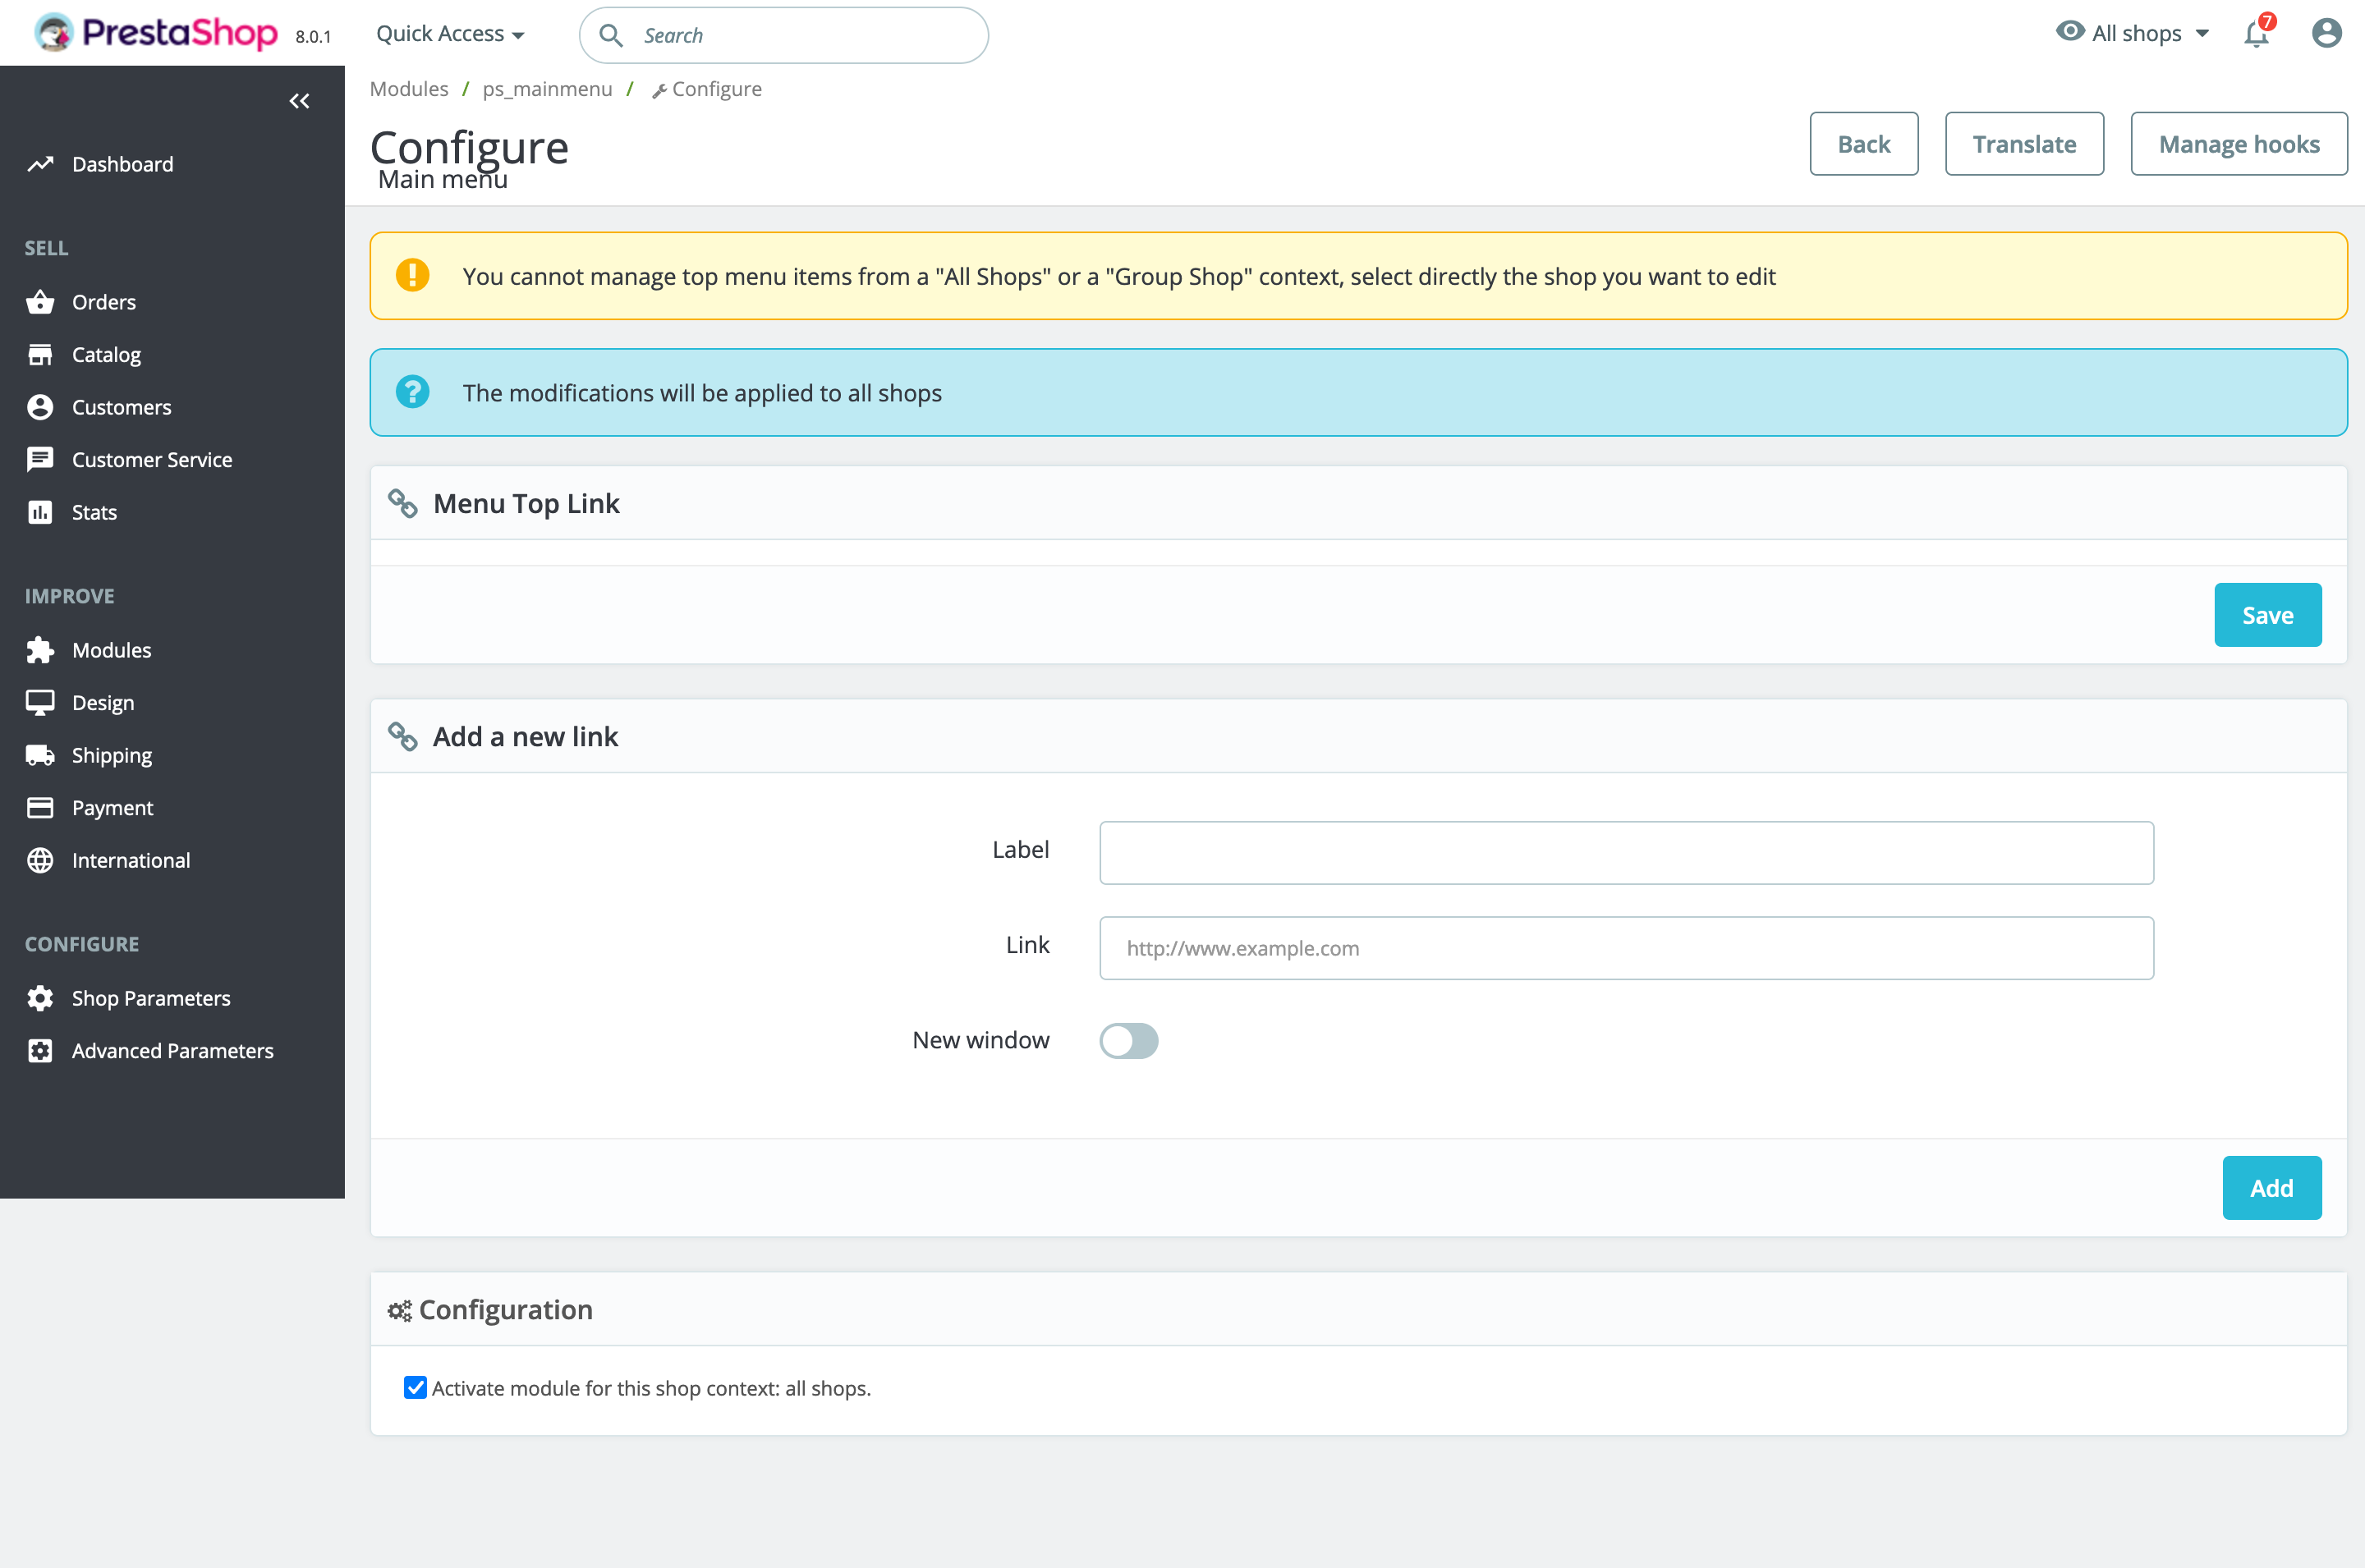 PrestaShop 8.0.1 Quick Access Search All shops 7
Modules / ps_mainmenu / Configure
Configure
Main menu
Back Translate Manage hooks
Dashboard
SELL
Orders
Catalog
Customers
Customer Service
Stats
IMPROVE
Modules
Design
Shipping
Payment
International
CONFIGURE
Shop Parameters
Advanced Parameters
You cannot manage top menu items from a "All Shops" or a "Group Shop" context, select directly the shop you want to edit
The modifications will be applied to all shops
Menu Top Link
Save
Add a new link
Label
Link http://www.example.com
New window
Add
Configuration
Activate module for this shop context: all shops.